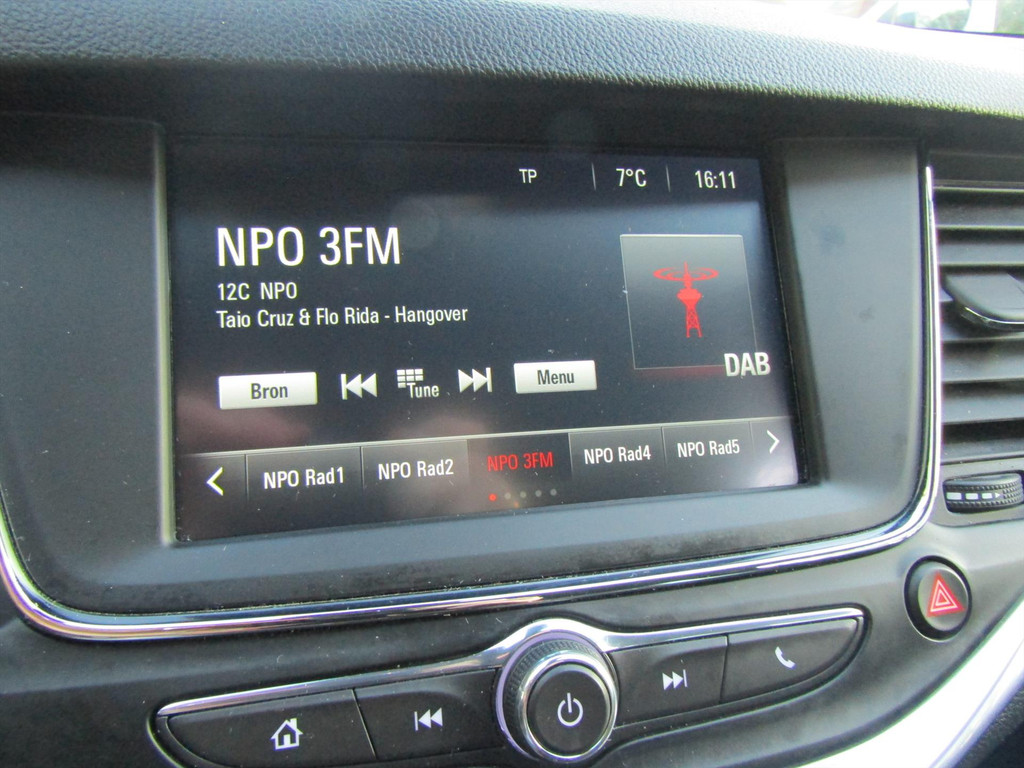 TP 7°C 16:11
NPO 3FM
12C NPO
Taio Cruz & Flo Rida - Hangover
DAB
Bron Tune Menu
NPO Rad1 NPO Rad2 NPO 3FM NPO Rad4 NPO Rad5